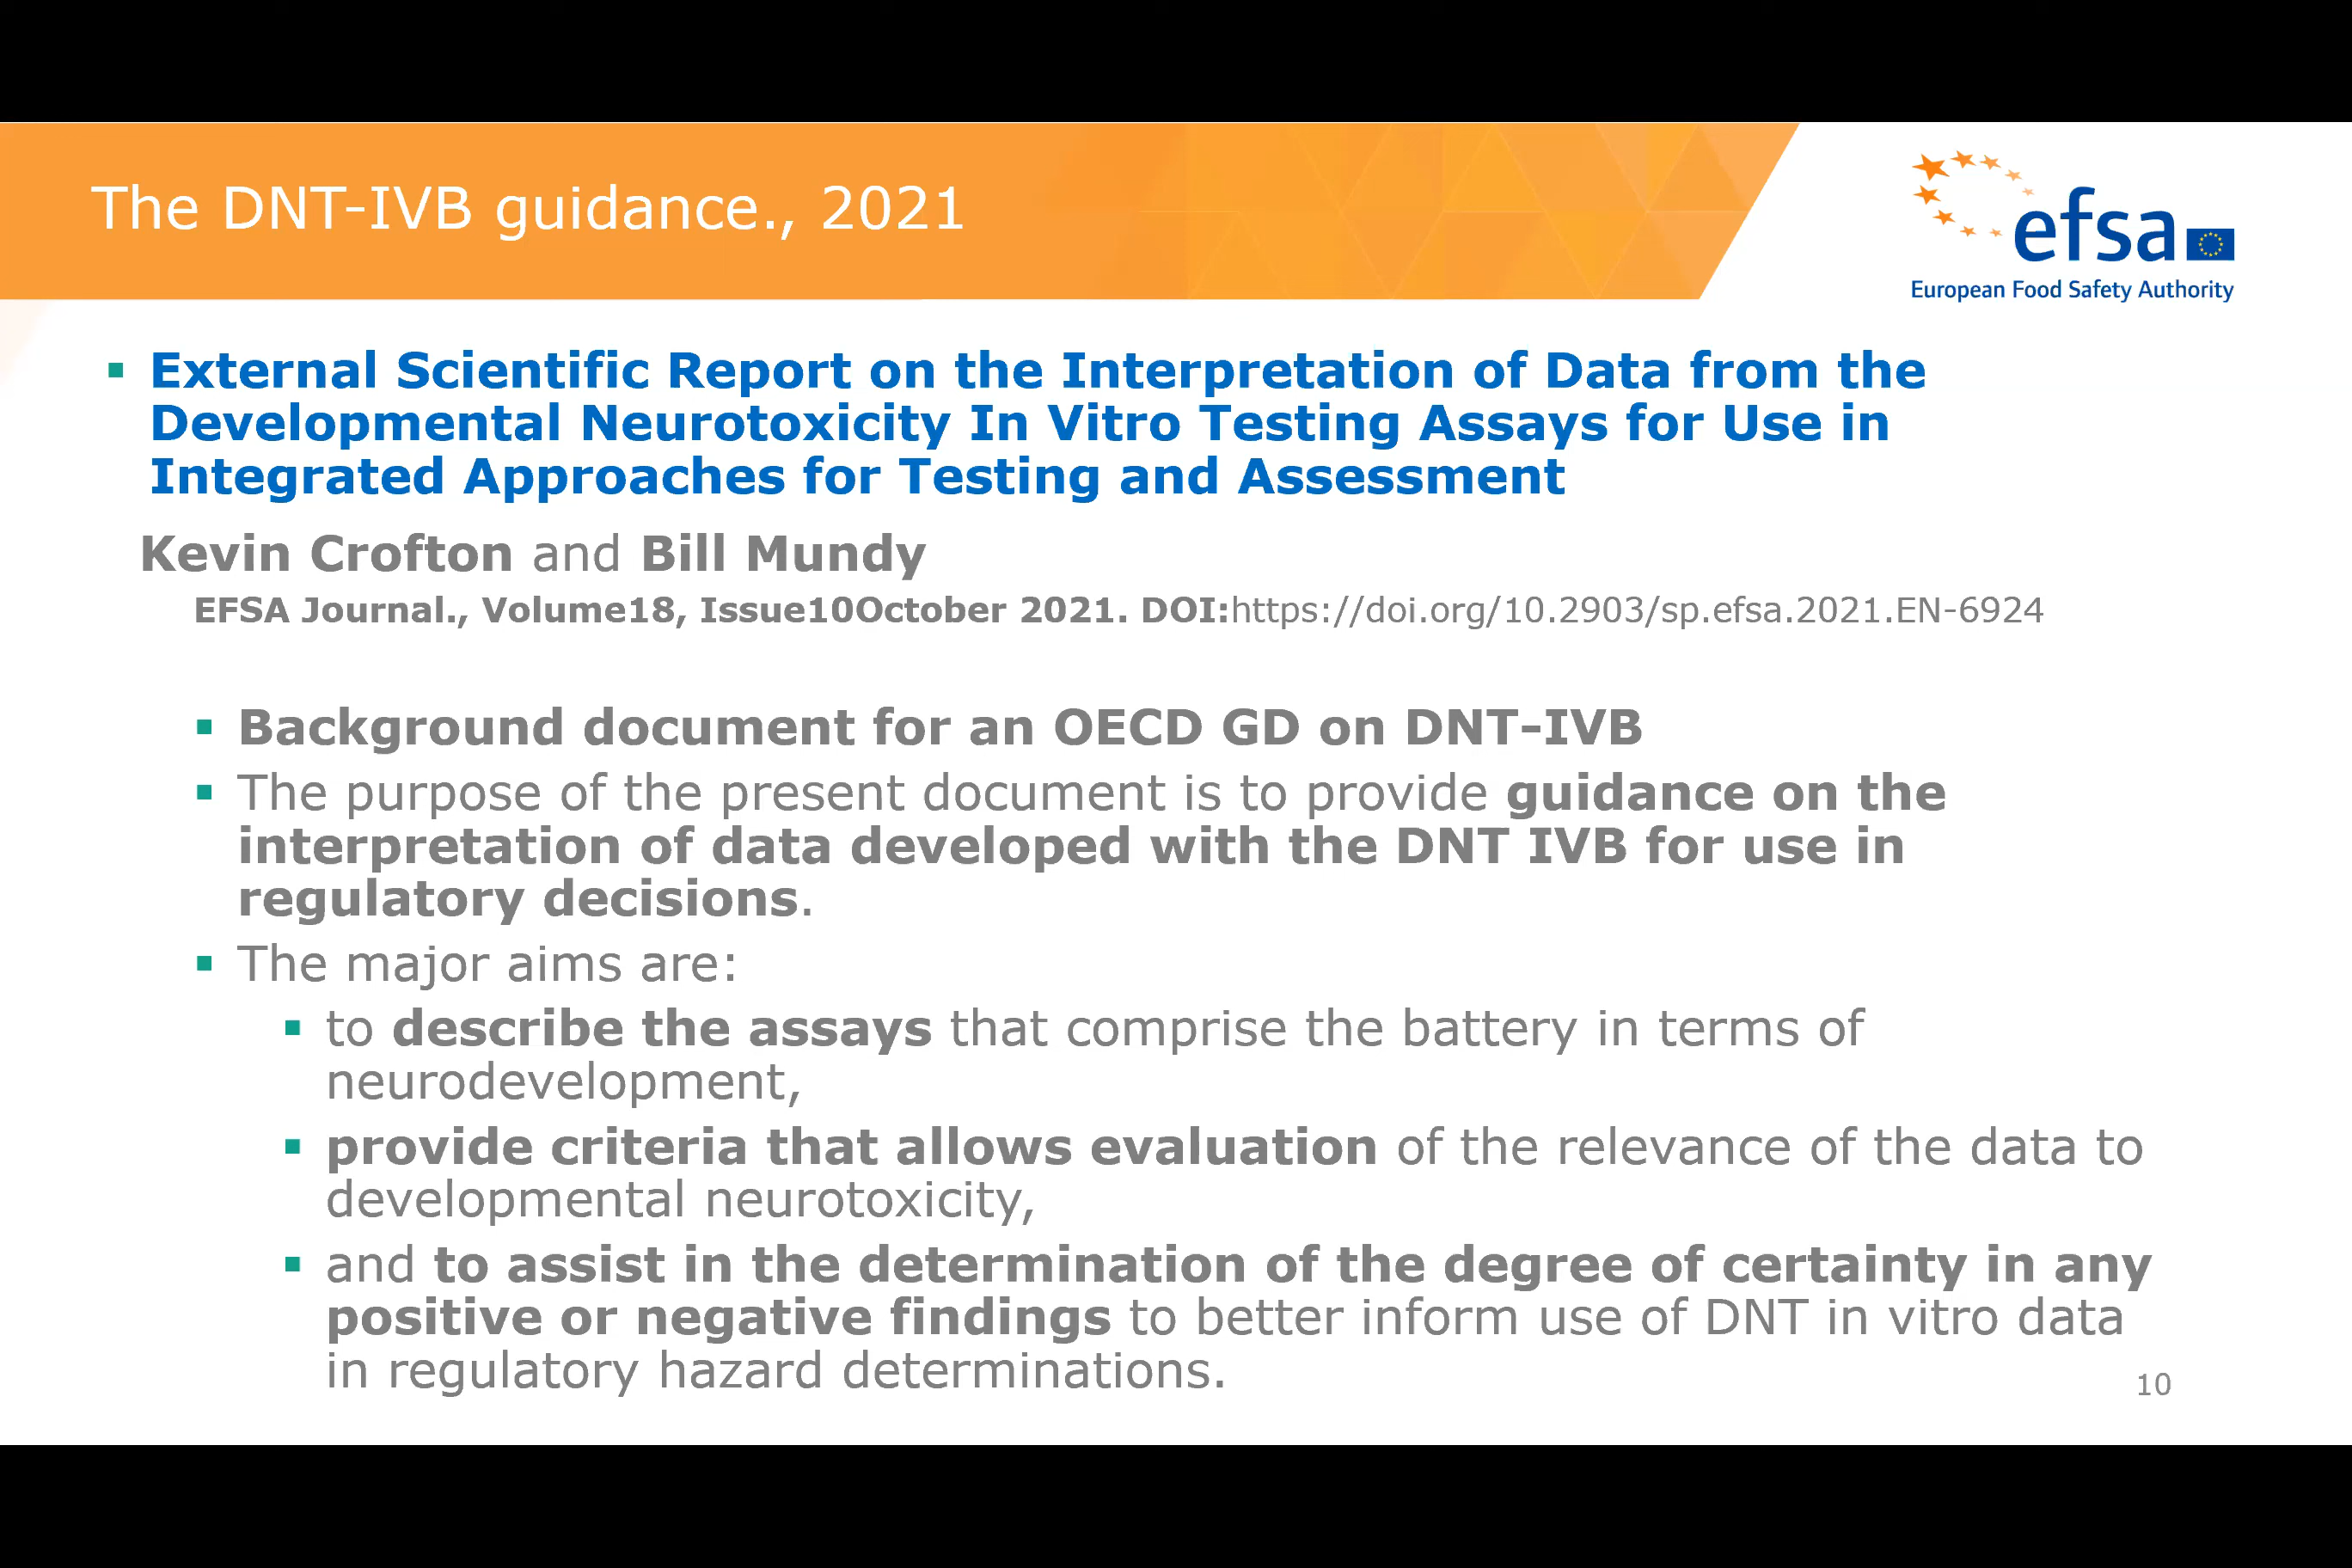 The DNT-IVB guidance., 2021
efsa
European Food Safety Authority
▪ External Scientific Report on the Interpretation of Data from the
Developmental Neurotoxicity In Vitro Testing Assays for Use in
Integrated Approaches for Testing and Assessment
Kevin Crofton and Bill Mundy
EFSA Journal., Volume18, Issue10October 2021. DOI:https://doi.org/10.2903/sp.efsa.2021.EN-6924
▪ Background document for an OECD GD on DNT-IVB
▪ The purpose of the present document is to provide guidance on the
interpretation of data developed with the DNT IVB for use in
regulatory decisions.
▪ The major aims are:
▪ to describe the assays that comprise the battery in terms of
neurodevelopment,
▪ provide criteria that allows evaluation of the relevance of the data to
developmental neurotoxicity,
▪ and to assist in the determination of the degree of certainty in any
positive or negative findings to better inform use of DNT in vitro data
in regulatory hazard determinations.
10